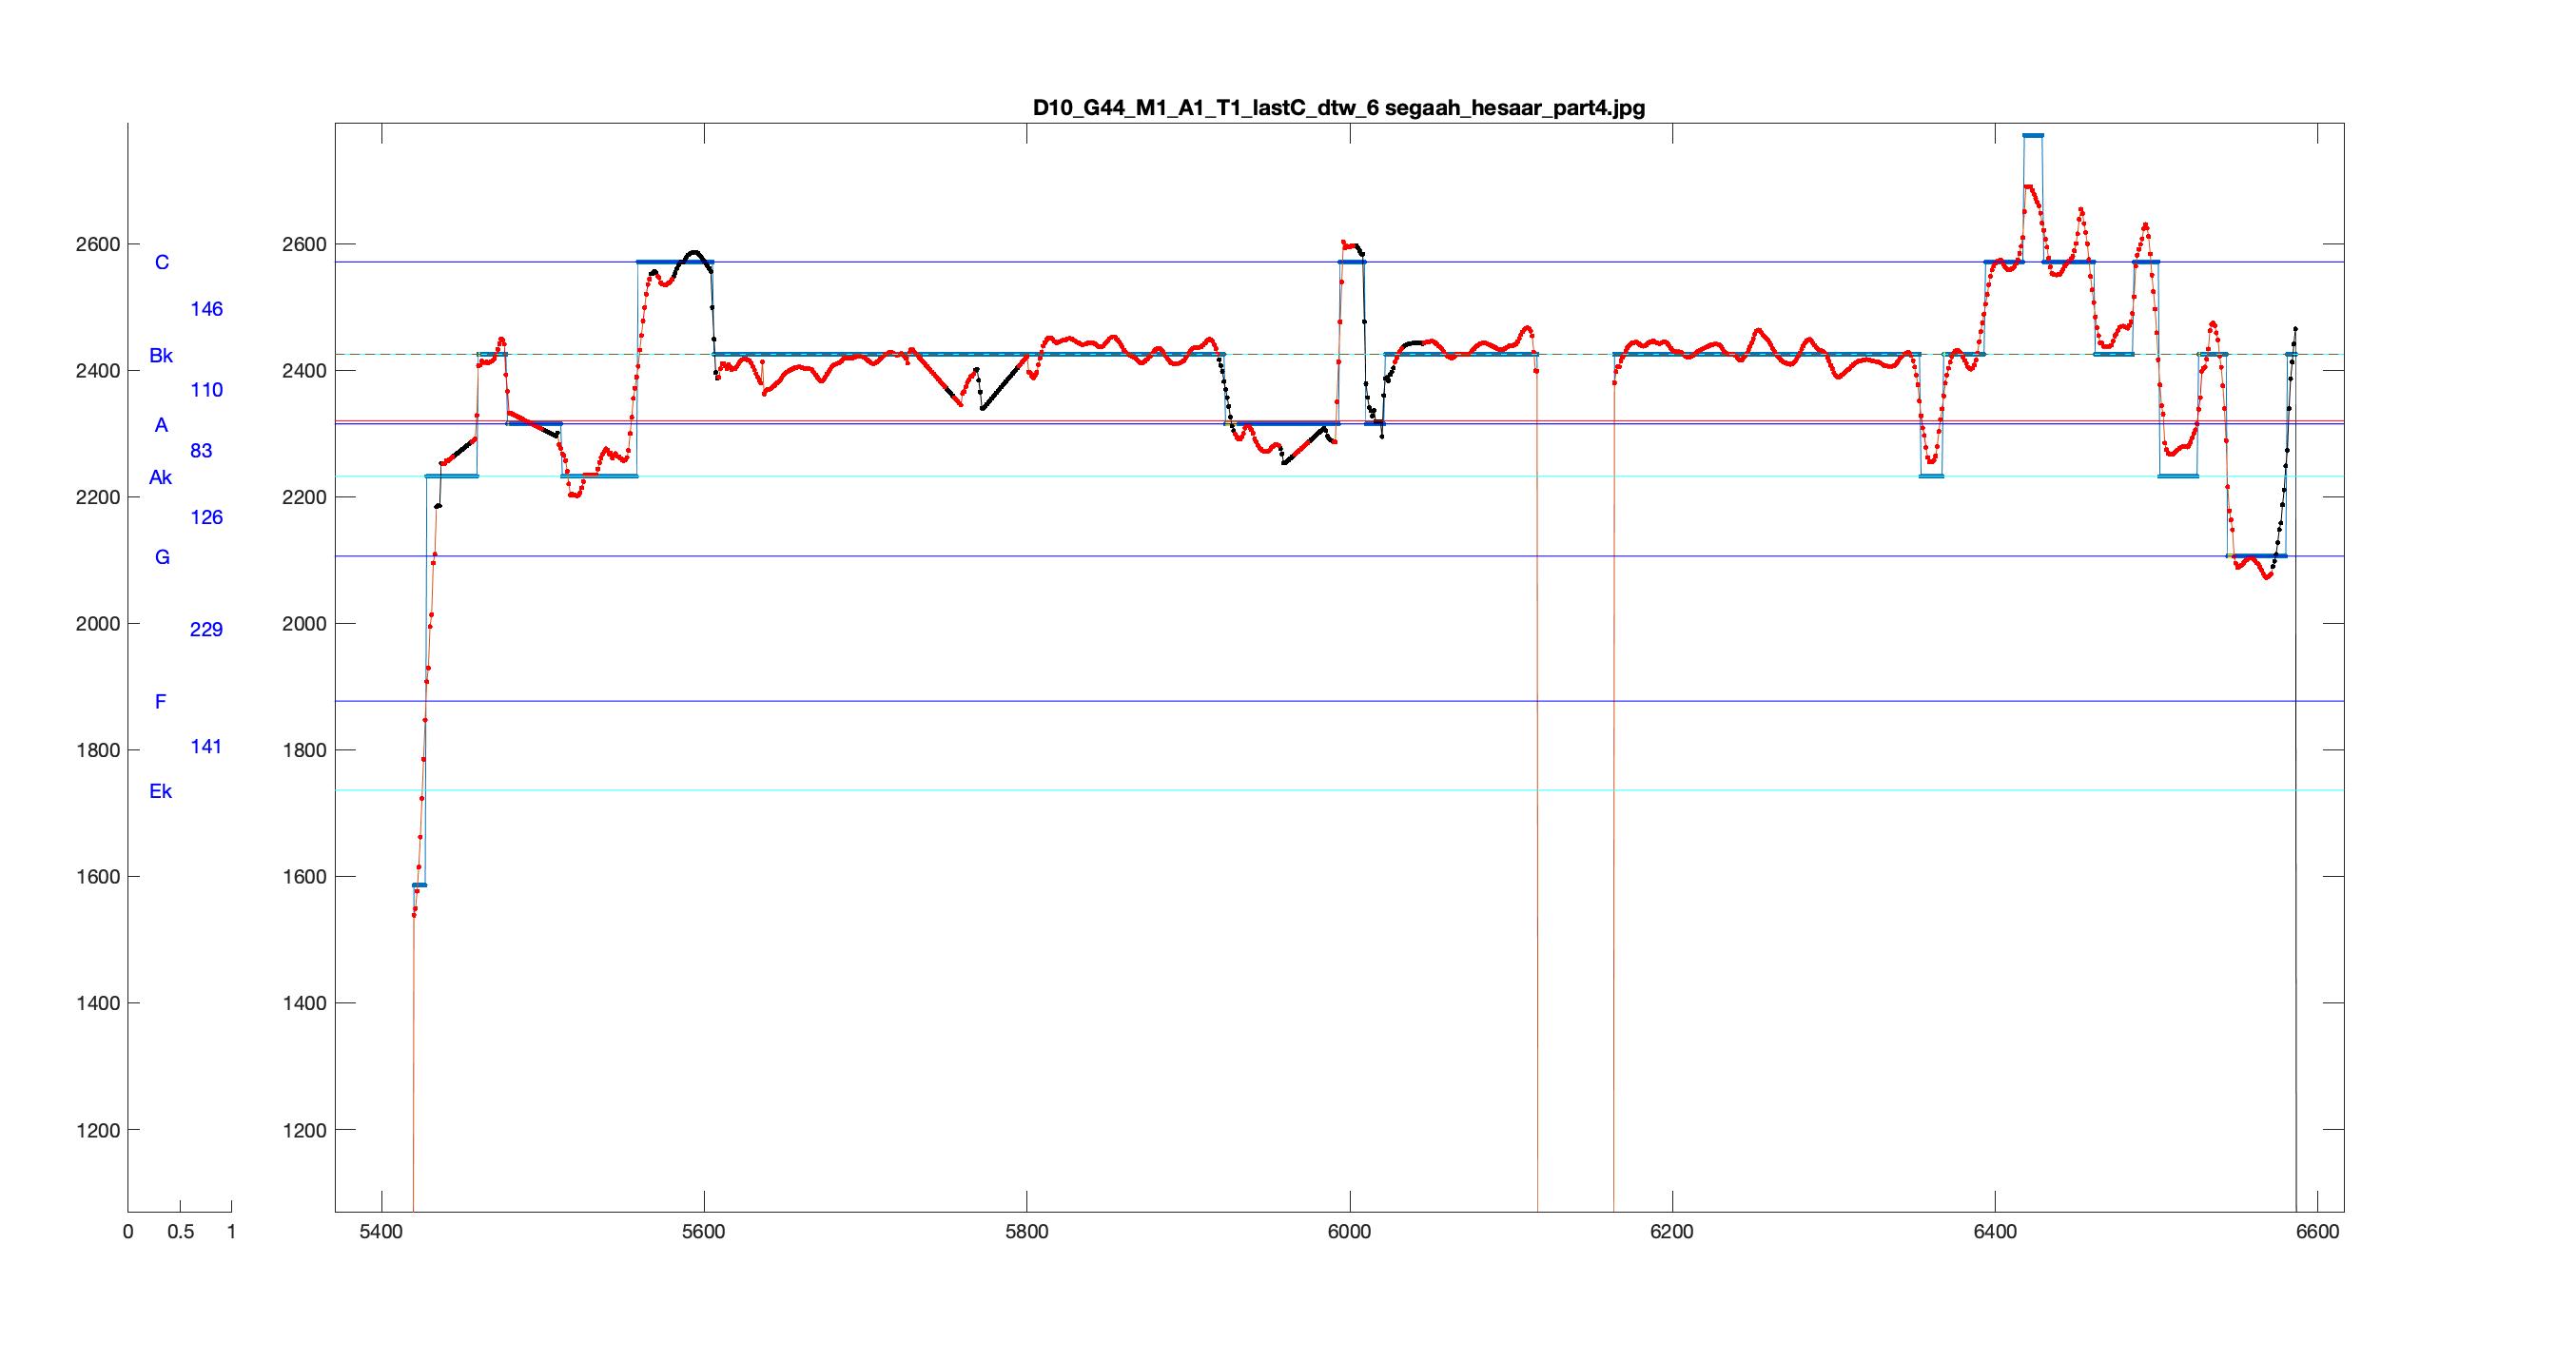 D10_G44_M1_A1_T1_lastC_dtw_6 segaah_hesaar_part4.jpg
2600 2600
C
146
2400 Bk 2400
110
A
83
2200 Ak 2200
126
G
2000 229 2000
F
1800 141 1800
Ek
1600 1600
1400 1400
1200 1200
0 0.5 1 5400 5600 5800 6000 6200 6400 6600